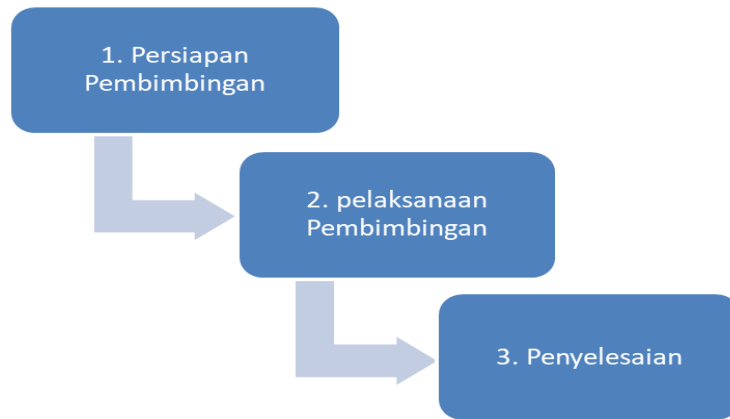 1. Persiapan
Pembimbingan
2. pelaksanaan
Pembimbingan
3. Penyelesaian